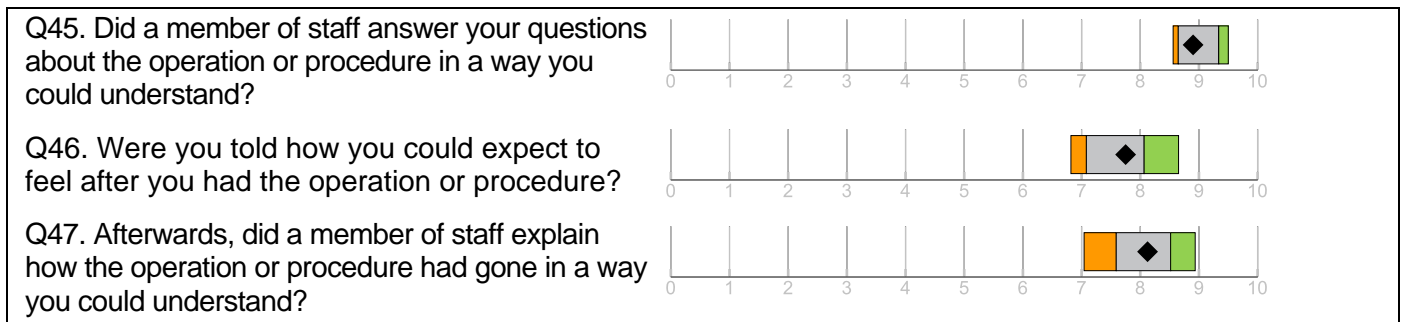 Q45. Did a member of staff answer your questions
about the operation or procedure in a way you
could understand?
0 1 2 3 4 5 6 7 8 9 10
Q46. Were you told how you could expect to
feel after you had the operation or procedure?
0 1 2 3 4 5 6 7 8 9 10
Q47. Afterwards, did a member of staff explain
how the operation or procedure had gone in a way
you could understand?
0 1 2 3 4 5 6 7 8 9 10